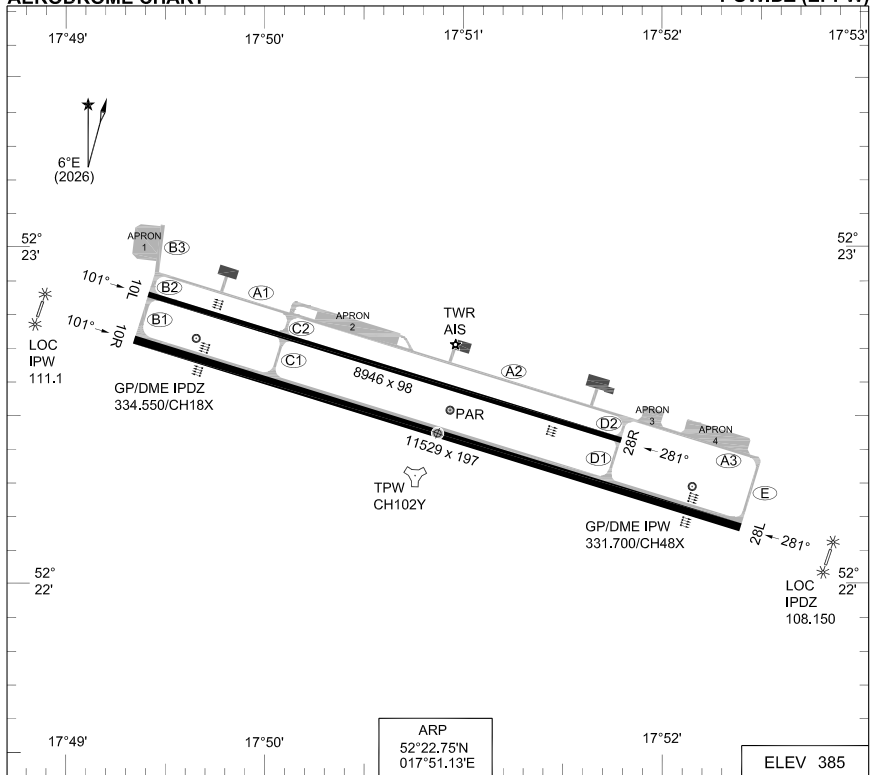 17°49' 17°50' 17°51' 17°52' 17°53'
6°E
(2026)
52°
23'
52°
23'
APRON
1
B3
101°
10L
B2
A1
APRON
2
TWR
AIS
101°
10R
B1
C2
C1
A2
LOC
IPW
111.1
8946 x 98
GP/DME IPDZ
334.550/CH18X
PAR
APRON
3
APRON
4
D2
28R
281°
A3
11529 x 197
D1
E
TPW
CH102Y
GP/DME IPW
331.700/CH48X
28L
281°
52°
22'
52°
22'
LOC
IPDZ
108.150
17°49' 17°50' 17°52'
ARP
52°22.75'N
017°51.13'E
ELEV 385